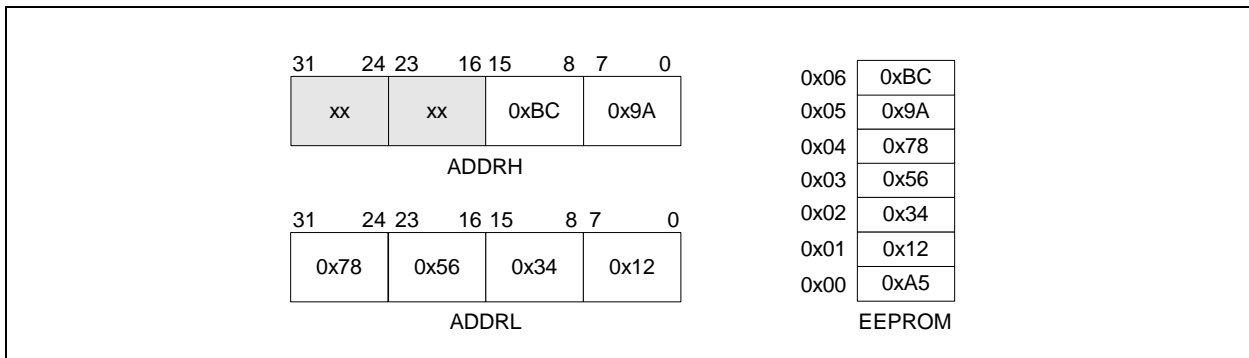 31 24 23 16 15 8 7 0
xx xx 0xBC 0x9A
ADDRH
31 24 23 16 15 8 7 0
0x78 0x56 0x34 0x12
ADDRL
0x06 0xBC
0x05 0x9A
0x04 0x78
0x03 0x56
0x02 0x34
0x01 0x12
0x00 0xA5
EEPROM